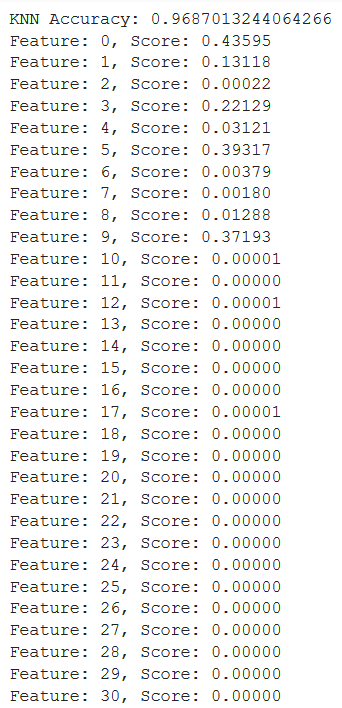 KNN Accuracy: 0.9687013244064266
Feature: 0, Score: 0.43595
Feature: 1, Score: 0.13118
Feature: 2, Score: 0.00022
Feature: 3, Score: 0.22129
Feature: 4, Score: 0.03121
Feature: 5, Score: 0.39317
Feature: 6, Score: 0.00379
Feature: 7, Score: 0.00180
Feature: 8, Score: 0.01288
Feature: 9, Score: 0.37193
Feature: 10, Score: 0.00001
Feature: 11, Score: 0.00000
Feature: 12, Score: 0.00001
Feature: 13, Score: 0.00000
Feature: 14, Score: 0.00000
Feature: 15, Score: 0.00000
Feature: 16, Score: 0.00000
Feature: 17, Score: 0.00001
Feature: 18, Score: 0.00000
Feature: 19, Score: 0.00000
Feature: 20, Score: 0.00000
Feature: 21, Score: 0.00000
Feature: 22, Score: 0.00000
Feature: 23, Score: 0.00000
Feature: 24, Score: 0.00000
Feature: 25, Score: 0.00000
Feature: 26, Score: 0.00000
Feature: 27, Score: 0.00000
Feature: 28, Score: 0.00000
Feature: 29, Score: 0.00000
Feature: 30, Score: 0.00000